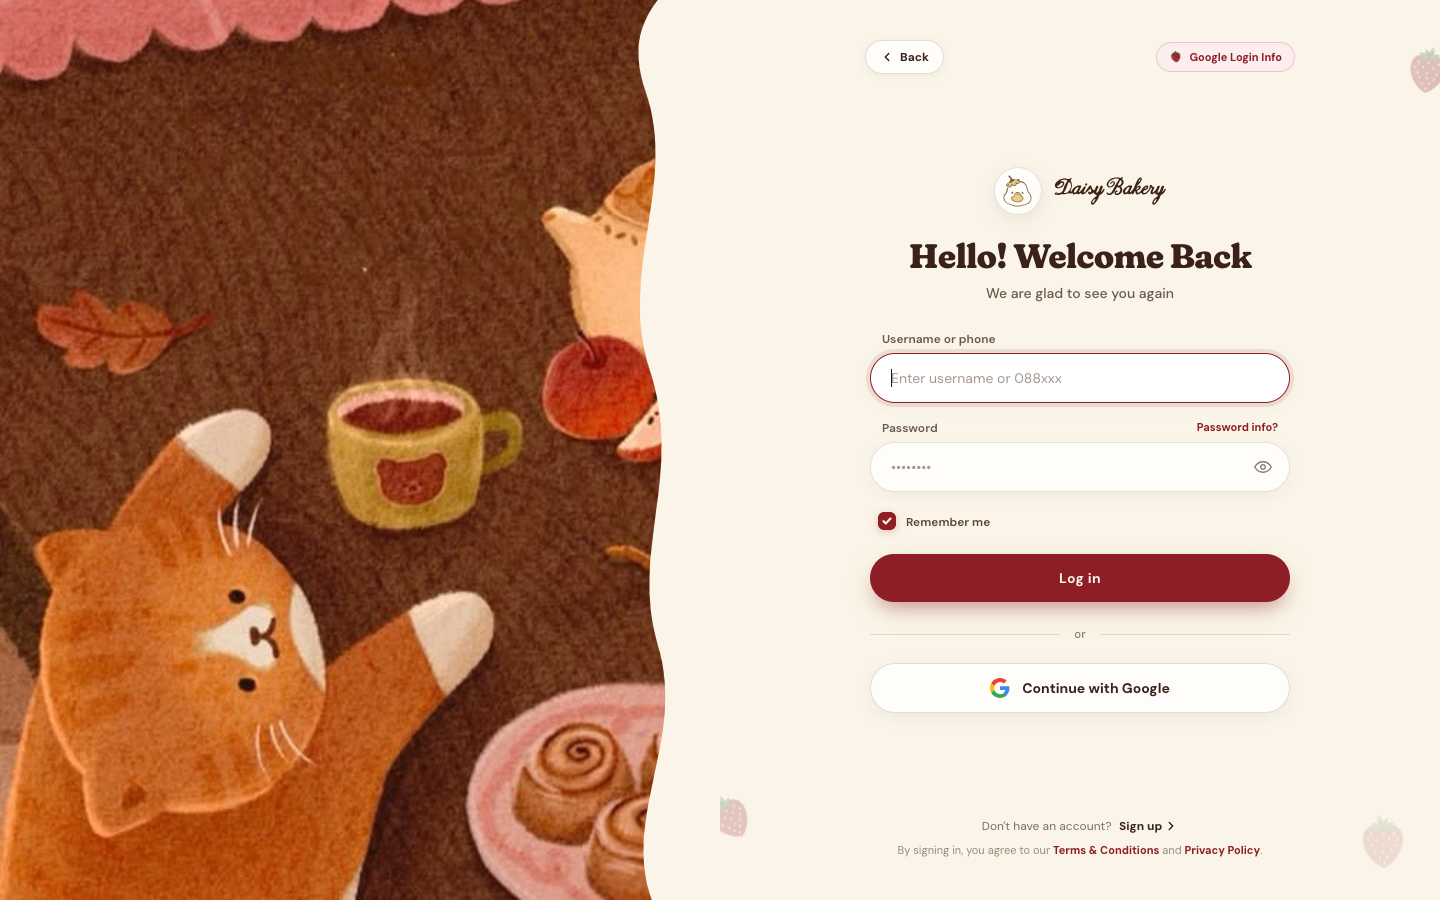 Back
Google Login Info
Daisy Bakery
Hello! Welcome Back
We are glad to see you again
Username or phone
Enter username or 088xxx
Password
Password info?
••••••••
Remember me
Log in
or
Continue with Google
Don't have an account? Sign up
By signing in, you agree to our Terms & Conditions and Privacy Policy.